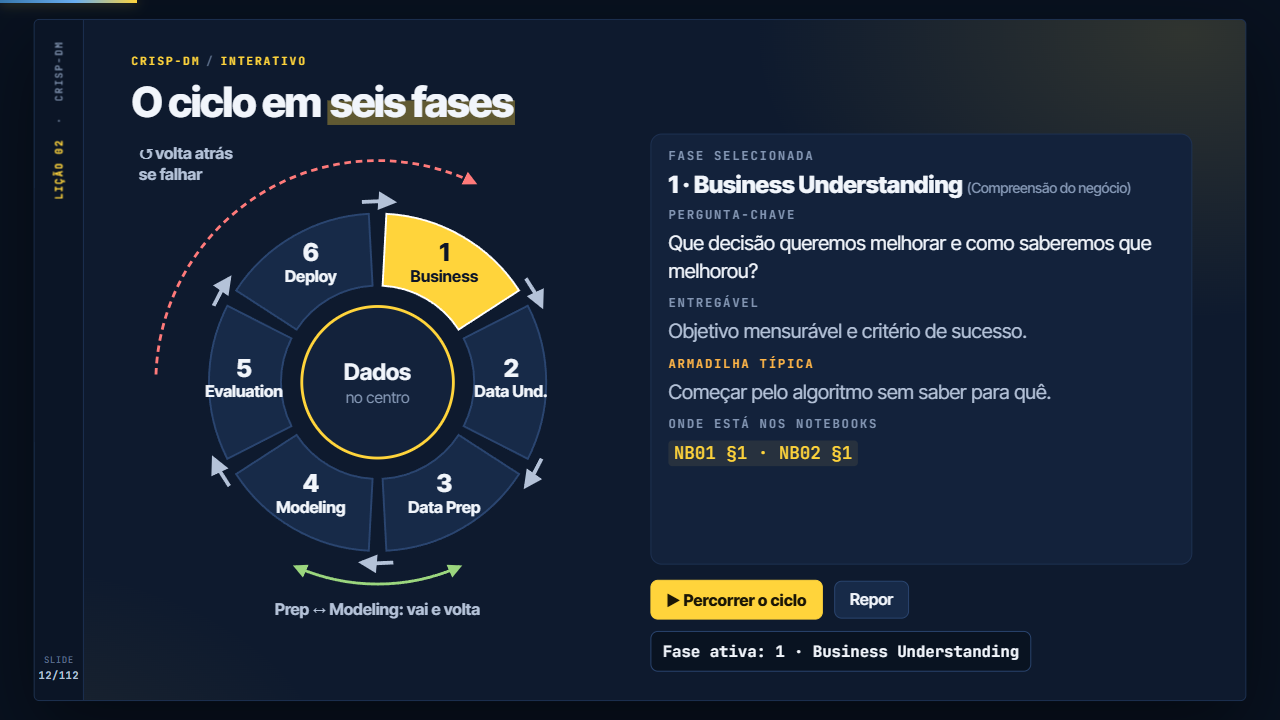 CRISP-DM / INTERATIVO
O ciclo em seis fases
LIÇÃO 02 · CRISP-DM
↺ volta atrás
se falhar
1
Business
2
Data Und.
3
Data Prep
4
Modeling
5
Evaluation
6
Deploy
Dados
no centro
Prep ↔ Modeling: vai e volta
FASE SELECIONADA
1 · Business Understanding (Compreensão do negócio)
PERGUNTA-CHAVE
Que decisão queremos melhorar e como saberemos que
melhorou?
ENTREGÁVEL
Objetivo mensurável e critério de sucesso.
ARMADILHA TÍPICA
Começar pelo algoritmo sem saber para quê.
ONDE ESTÁ NOS NOTEBOOKS
NB01 §1 · NB02 §1
▶ Percorrer o ciclo
Repor
Fase ativa: 1 · Business Understanding
SLIDE
12/112